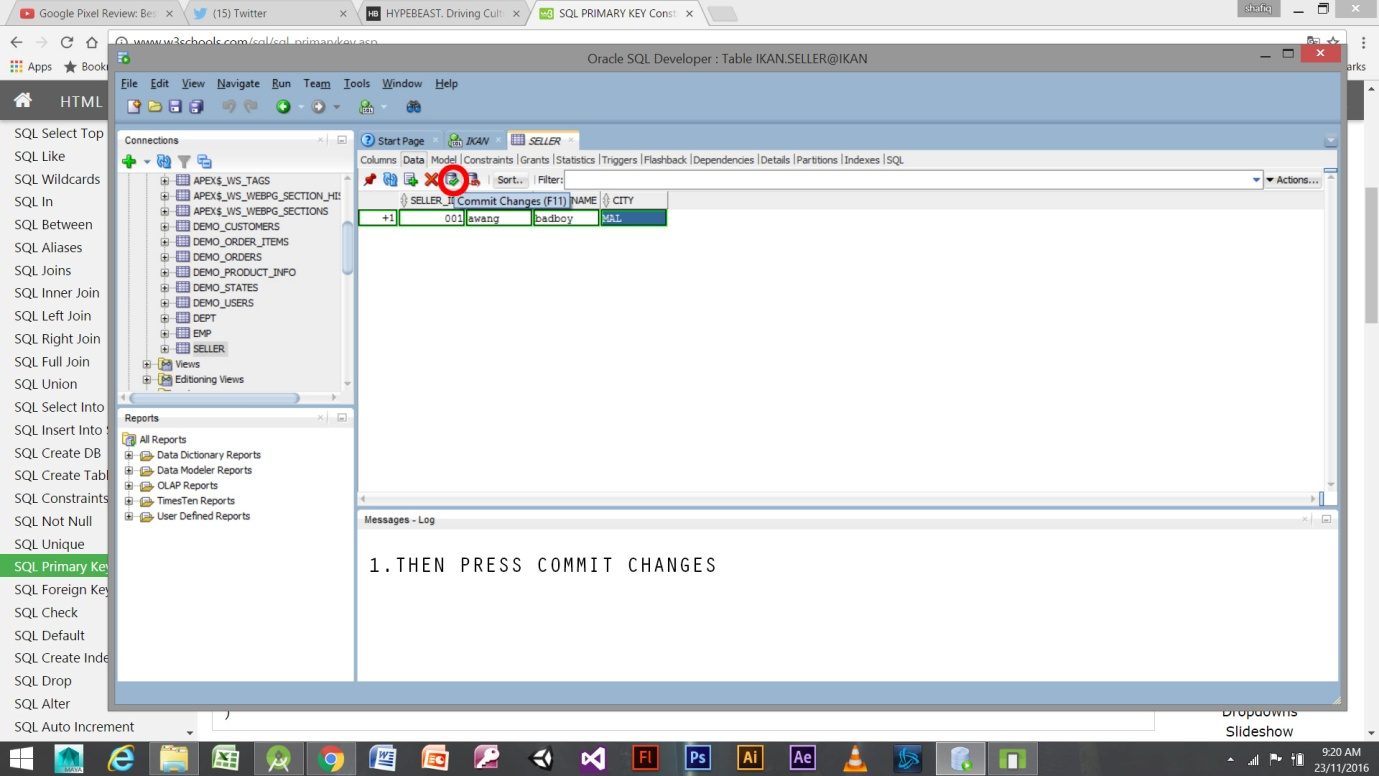 Google Pixel Review: Bes
(15) Twitter
HYPEBEAST. Driving Cult
SQL PRIMARY KEY Const
shafiq
www.w3schools.com/sql/sql_primarykey.asp
Apps
HTML
SQL Select Top
SQL Like
SQL Wildcards
SQL In
SQL Between
SQL Aliases
SQL Joins
SQL Inner Join
SQL Left Join
SQL Right Join
SQL Full Join
SQL Union
SQL Select Into
SQL Insert Into S
SQL Create DB
SQL Create Tabl
SQL Constraints
SQL Not Null
SQL Unique
SQL Primary Key
SQL Foreign Key
SQL Check
SQL Default
SQL Create Inde
SQL Drop
SQL Alter
SQL Auto Increment
Oracle SQL Developer : Table IKAN.SELLER@IKAN
File Edit View Navigate Run Team Tools Window Help
Connections
APEX$_WS_TAGS
APEX$_WS_WEBPG_SECTION_HIS
APEX$_WS_WEBPG_SECTIONS
DEMO_CUSTOMERS
DEMO_ORDER_ITEMS
DEMO_ORDERS
DEMO_PRODUCT_INFO
DEMO_STATES
DEMO_USERS
DEPT
EMP
SELLER
Views
Editioning Views
Reports
All Reports
Data Dictionary Reports
Data Modeler Reports
OLAP Reports
TimesTen Reports
User Defined Reports
Start Page IKAN SELLER
Columns Data Model Constraints Grants Statistics Triggers Flashback Dependencies Details Partitions Indexes SQL
Sort.. Filter: Actions...
SELLER_ID Commit Changes (F11) NAME CITY
+1 001 awang badboy MAL
Messages - Log
1.THEN PRESS COMMIT CHANGES
)
Dropdowns
Slideshow
9:20 AM
23/11/2016